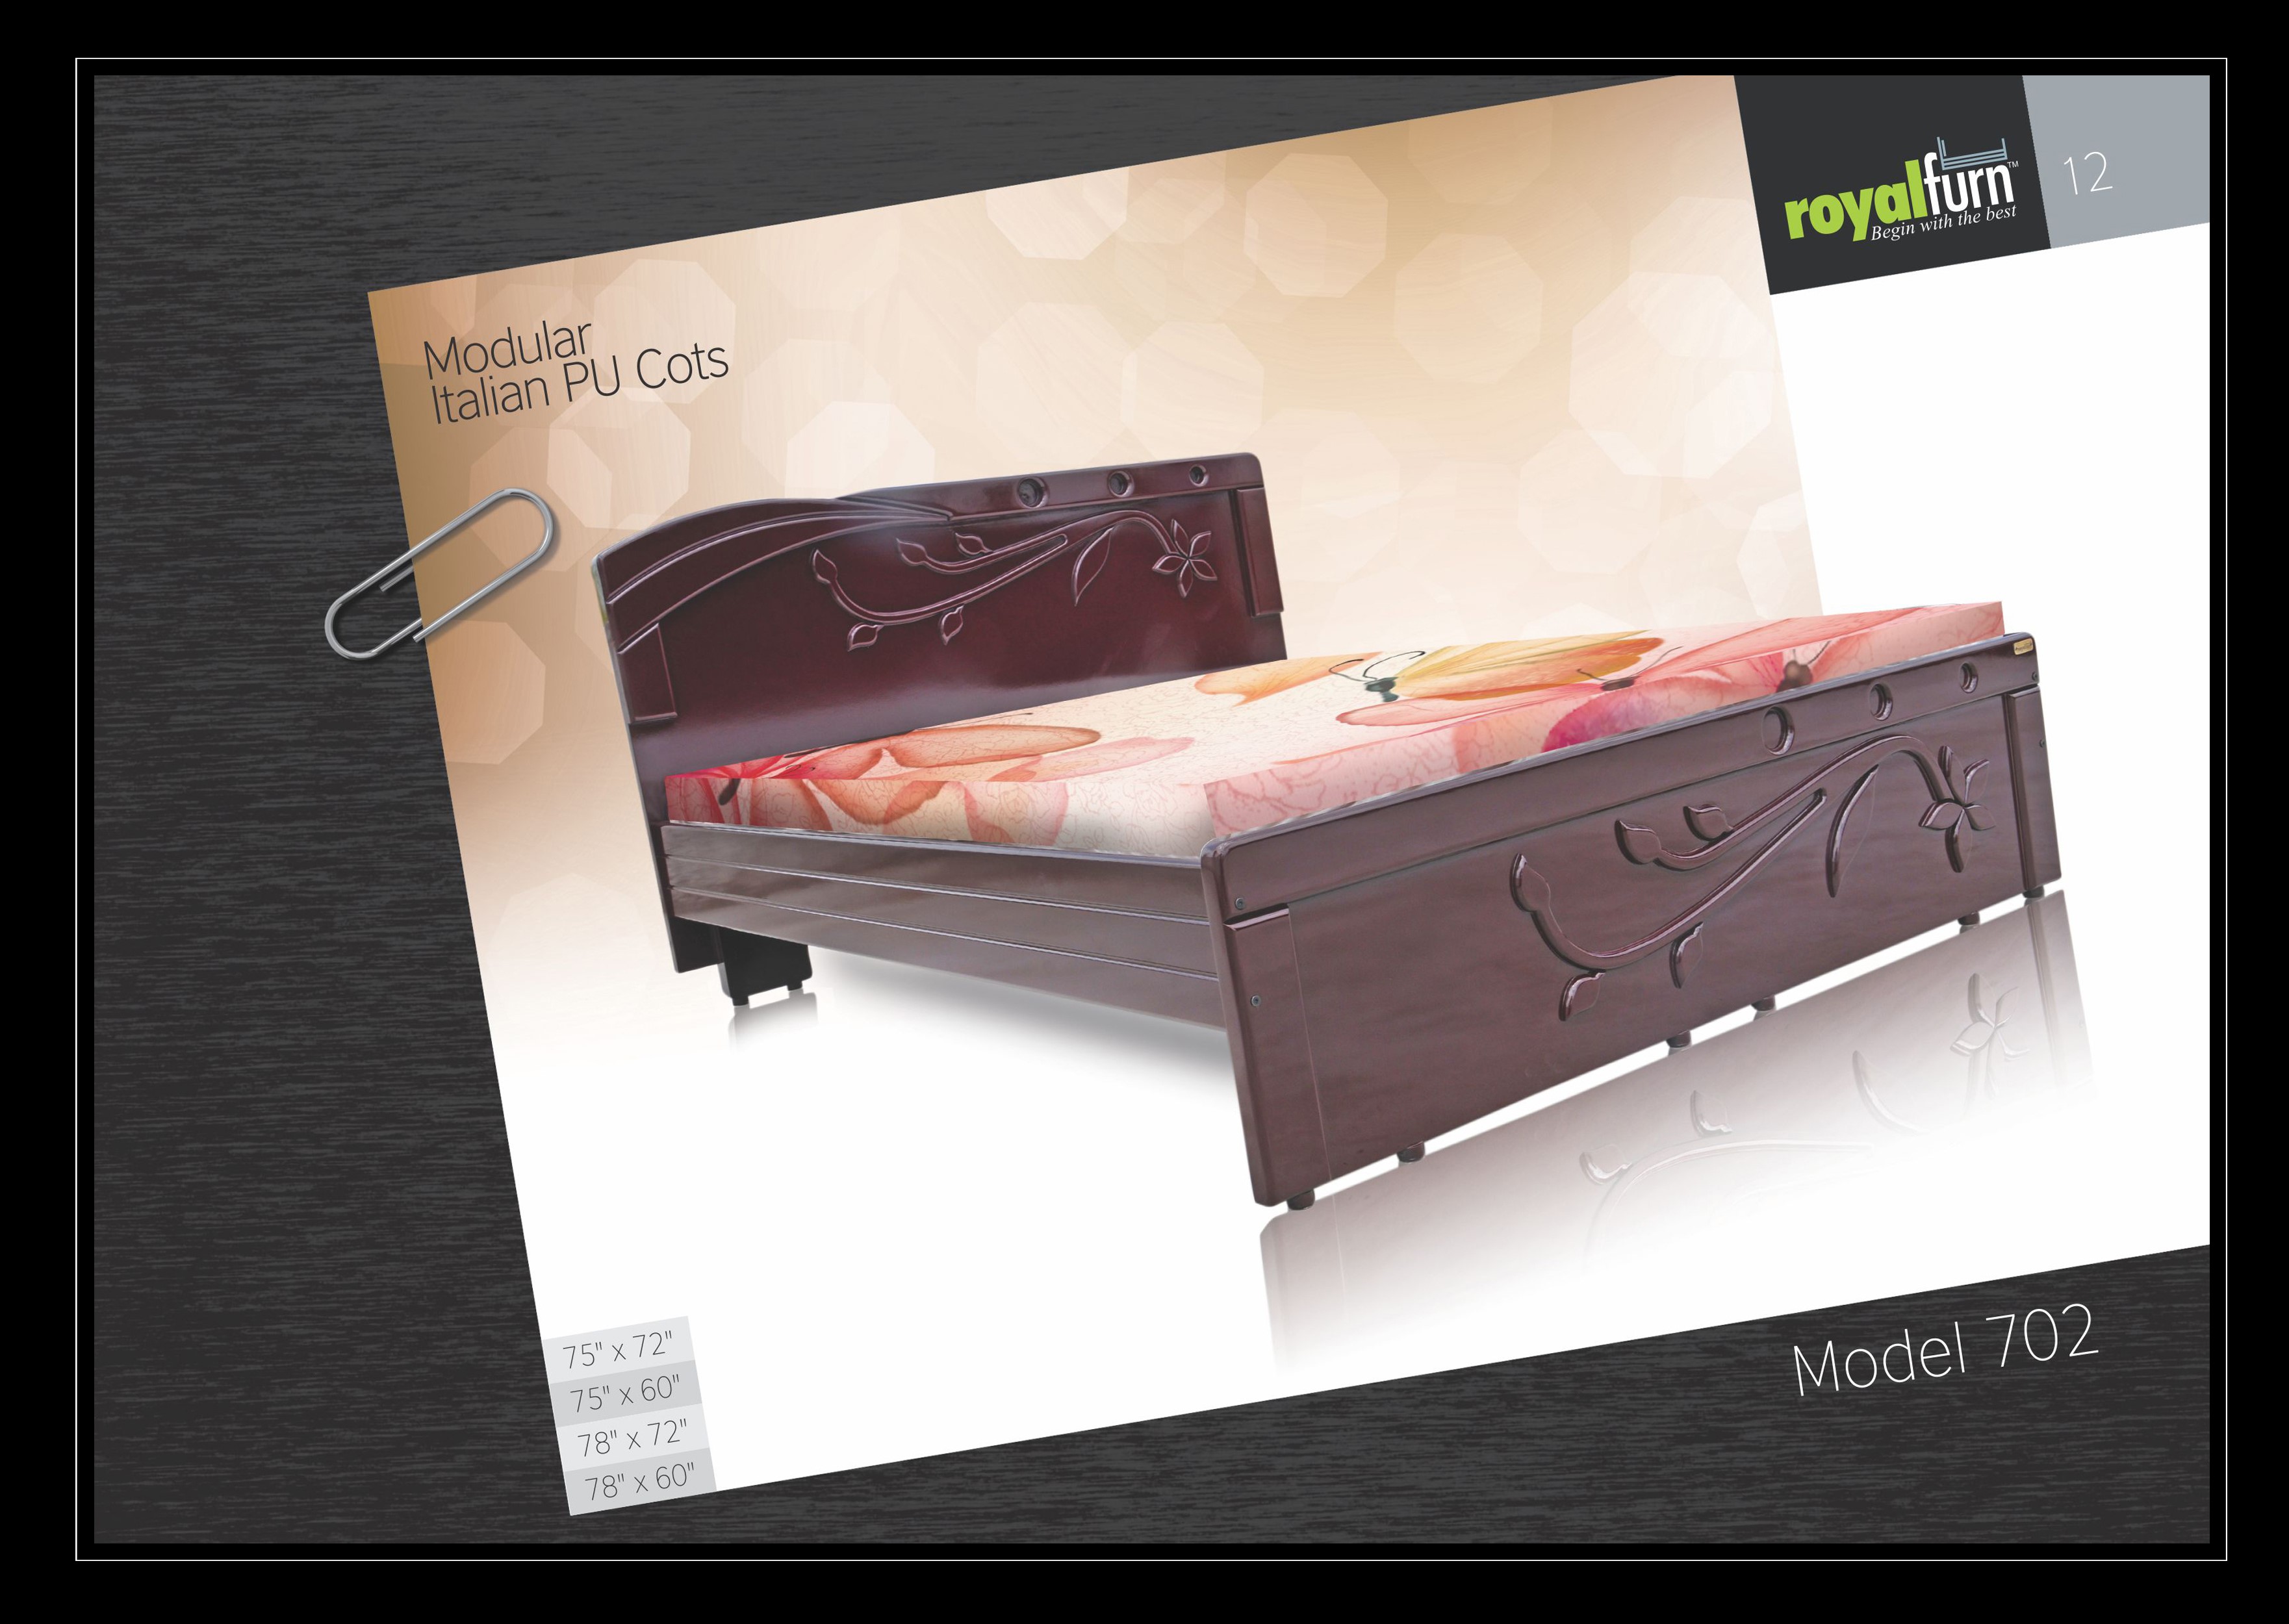 royalfurn™
Begin with the best
12
Modular
Italian PU Cots
75" x 72"
75" x 60"
78" x 72"
78" x 60"
Model 702